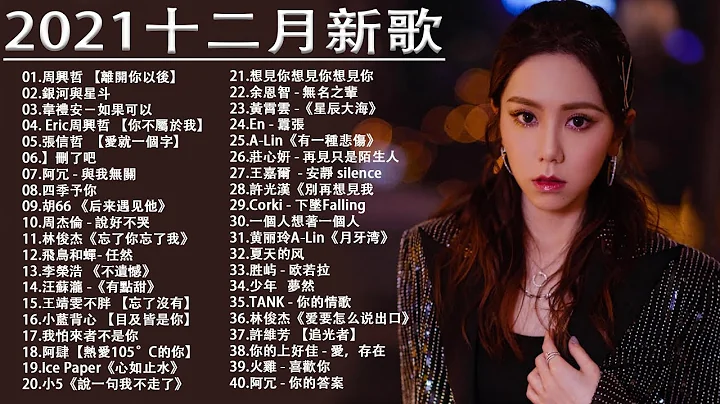 2021十二月新歌
01.周興哲 【離開你以後】
02.銀河與星斗
03.韋禮安－如果可以
04. Eric周興哲 【你不屬於我】
05.張信哲 【愛就一個字】
06.】刪了吧
07.阿冗 - 與我無關
08.四季予你
09.胡66 《后来遇见他》
10.周杰倫 - 說好不哭
11.林俊杰《忘了你忘了我》
12.飛鳥和蟬- 任然
13.李榮浩 《不遺憾》
14.汪蘇瀧 -《有點甜》
15.王靖雯不胖 【忘了沒有】
16.小藍背心 【目及皆是你】
17.我怕來者不是你
18.阿肆【熱愛105°C的你】
19.Ice Paper《心如止水》
20.小5《說一句我不走了》
21.想見你想見你想見你
22.余恩智 - 無名之輩
23.黃霄雲 -《星辰大海》
24.En - 囂張
25.A-Lin《有一種悲傷》
26.莊心妍 - 再見只是陌生人
27.王嘉爾 - 安靜 silence
28.許光漢《別再想見我
29.Corki - 下墜Falling
30.一個人想著一個人
31.黄丽玲A-Lin《月牙湾》
32.夏天的风
33.胜屿 - 欧若拉
34.少年 夢然
35.TANK - 你的情歌
36.林俊杰《爱要怎么说出口》
37.許維芳 【追光者】
38.你的上好佳 - 愛，存在
39.火雞 - 喜歡你
40.阿冗 - 你的答案